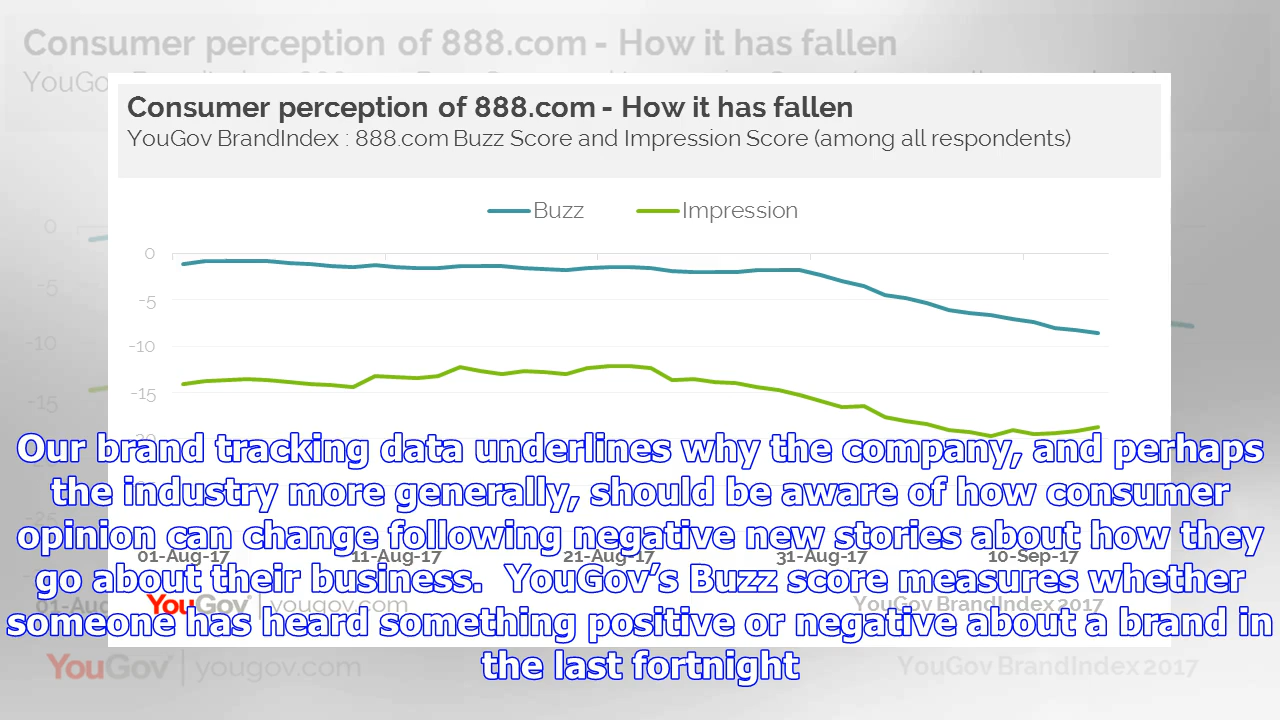 Consumer perception of 888.com - How it has fallen
YouGov BrandIndex : 888.com Buzz Score and Impression Score (among all respondents)
Buzz Impression
0
-5
-10
-15
Our brand tracking data underlines why the company, and perhaps
the industry more generally, should be aware of how consumer
opinion can change following negative new stories about how they
01-Aug-17 11-Aug-17 21-Aug-17 31-Aug-17 10-Sep-17
go about their business. YouGov’s Buzz score measures whether
YouGov | yougov.com YouGov BrandIndex 2017
someone has heard something positive or negative about a brand in
the last fortnight
Consumer perception of 888.com - How it has fallen
0
-5
-10
-15
YouGov | yougov.com YouGov BrandIndex 2017